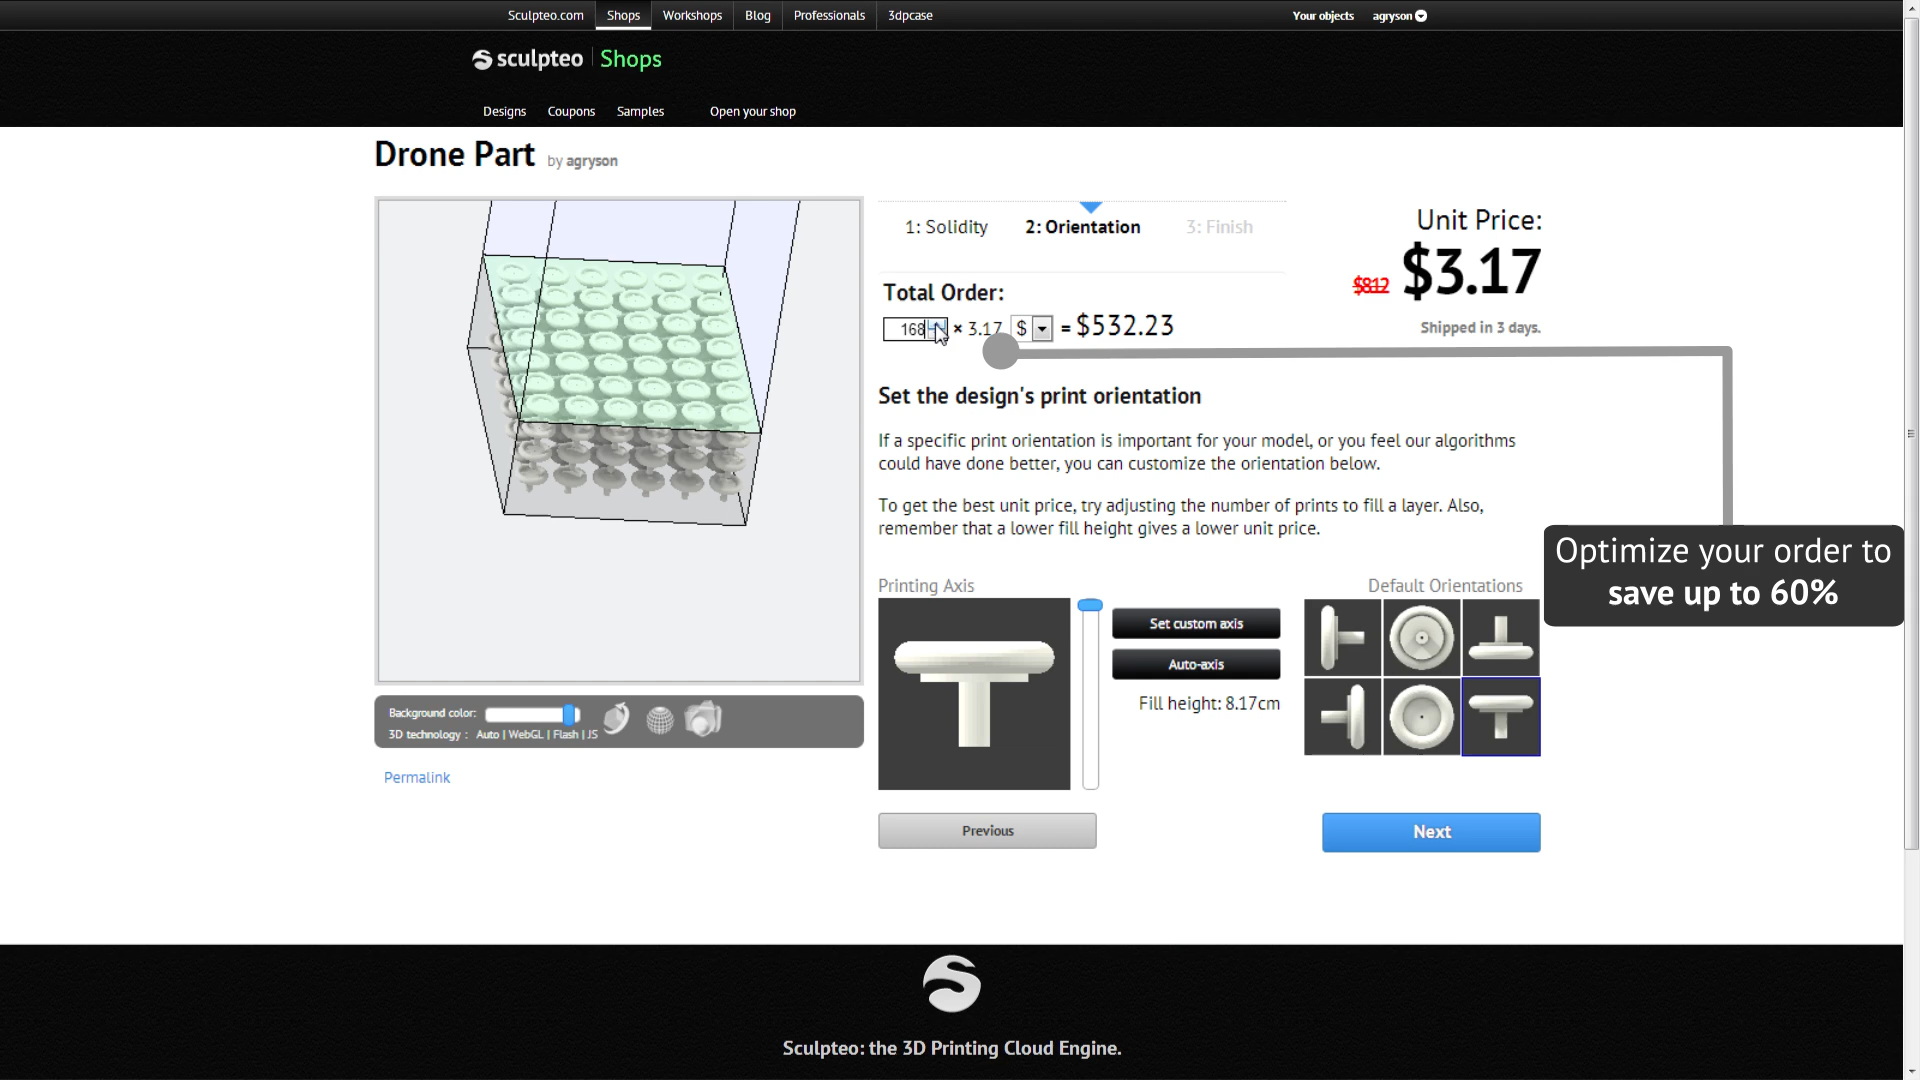 Sculpteo.com Shops Workshops Blog Professionals 3dpcase Your objects agryson
sculpteo Shops
Designs Coupons Samples Open your shop
Drone Part by agryson
1: Solidity 2: Orientation 3: Finish
Unit Price:
$812 $3.17
Shipped in 3 days.
Total Order:
168 × 3.17 $ = $532.23
Set the design's print orientation
If a specific print orientation is important for your model, or you feel our algorithms
could have done better, you can customize the orientation below.
To get the best unit price, try adjusting the number of prints to fill a layer. Also,
remember that a lower fill height gives a lower unit price.
Optimize your order to
save up to 60%
Printing Axis
Default Orientations
Set custom axis
Auto-axis
Fill height: 8.17cm
Background color:
3D technology : Auto | WebGL | Flash | JS
Permalink
Previous
Next
Sculpteo: the 3D Printing Cloud Engine.